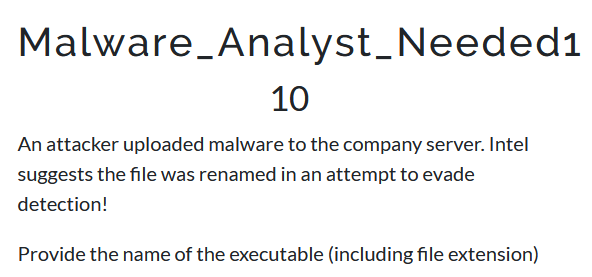 Malware_Analyst_Needed1
10
An attacker uploaded malware to the company server. Intel
suggests the file was renamed in an attempt to evade
detection!
Provide the name of the executable (including file extension)